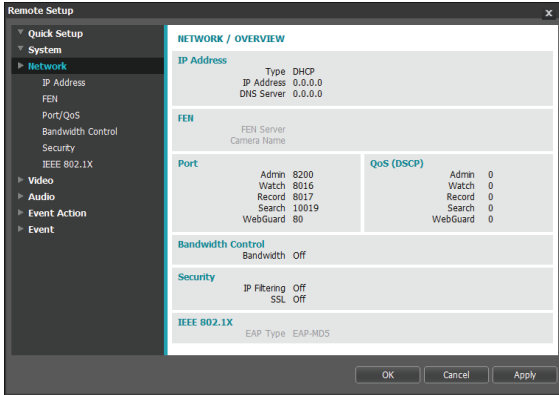 Remote Setup
x
Quick Setup
System
Network
IP Address
FEN
Port/QoS
Bandwidth Control
Security
IEEE 802.1X
Video
Audio
Event Action
Event
NETWORK / OVERVIEW
IP Address
Type DHCP
IP Address 0.0.0.0
DNS Server 0.0.0.0
FEN
FEN Server
Camera Name
Port
Admin 8200
Watch 8016
Record 8017
Search 10019
WebGuard 80
QoS (DSCP)
Admin 0
Watch 0
Record 0
Search 0
WebGuard 0
Bandwidth Control
Bandwidth Off
Security
IP Filtering Off
SSL Off
IEEE 802.1X
EAP Type EAP-MD5
OK Cancel Apply